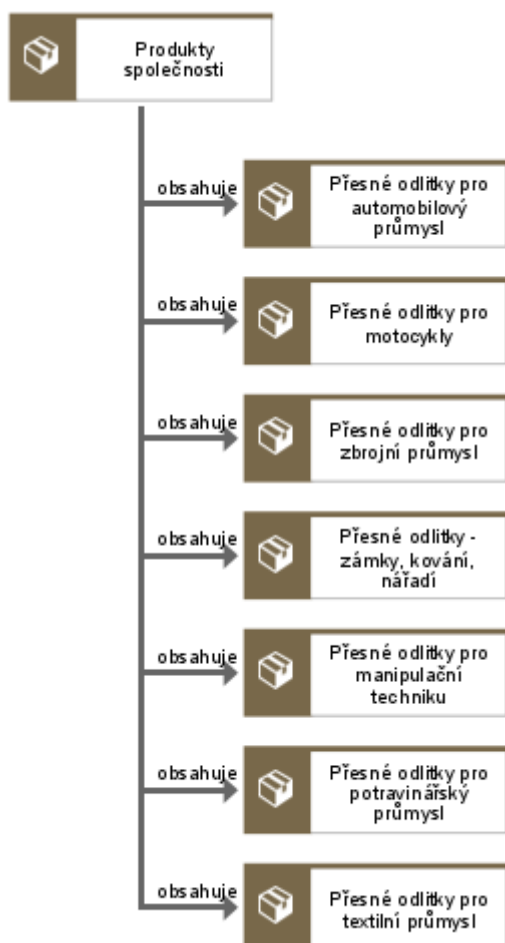 Produkty
společnosti
obsahuje
Přesné odlitky pro
automobilový
průmysl
obsahuje
Přesné odlitky pro
motocykly
obsahuje
Přesné odlitky pro
zbrojní průmysl
obsahuje
Přesné odlitky -
zámky, kování,
nářadí
obsahuje
Přesné odlitky pro
manipulační
techniku
obsahuje
Přesné odlitky pro
potravinářský
průmysl
obsahuje
Přesné odlitky pro
textilní průmysl